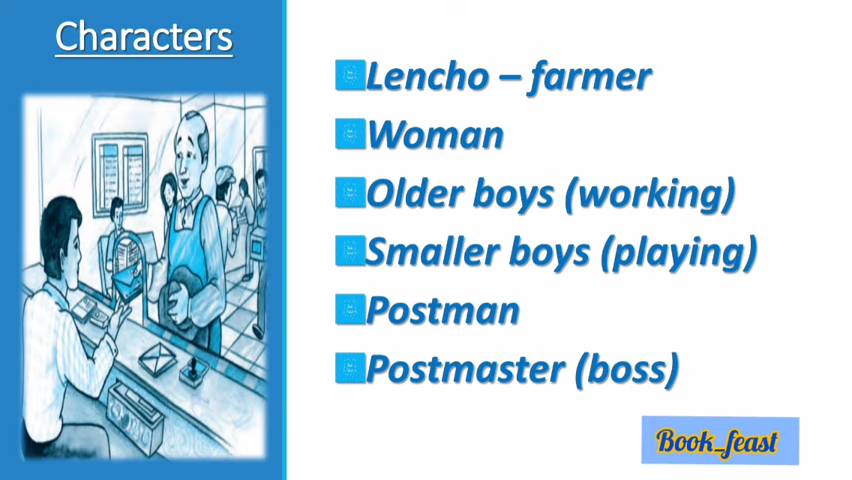 Characters
Lencho – farmer
Woman
Older boys (working)
Smaller boys (playing)
Postman
Postmaster (boss)
Book_feast